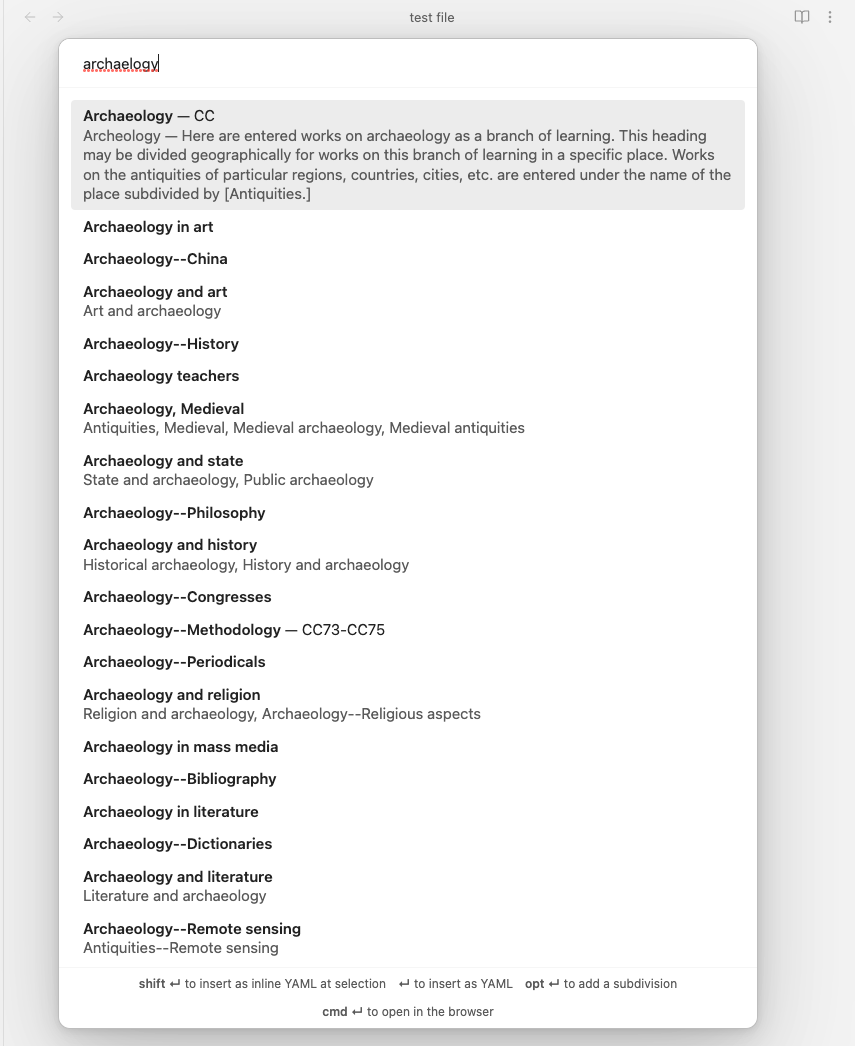 test file
archaelogy
Archaeology — CC
Archeology — Here are entered works on archaeology as a branch of learning. This heading
may be divided geographically for works on this branch of learning in a specific place. Works
on the antiquities of particular regions, countries, cities, etc. are entered under the name of the
place subdivided by [Antiquities.]
Archaeology in art
Archaeology--China
Archaeology and art
Art and archaeology
Archaeology--History
Archaeology teachers
Archaeology, Medieval
Antiquities, Medieval, Medieval archaeology, Medieval antiquities
Archaeology and state
State and archaeology, Public archaeology
Archaeology--Philosophy
Archaeology and history
Historical archaeology, History and archaeology
Archaeology--Congresses
Archaeology--Methodology — CC73-CC75
Archaeology--Periodicals
Archaeology and religion
Religion and archaeology, Archaeology--Religious aspects
Archaeology in mass media
Archaeology--Bibliography
Archaeology in literature
Archaeology--Dictionaries
Archaeology and literature
Literature and archaeology
Archaeology--Remote sensing
Antiquities--Remote sensing
shift ↵ to insert as inline YAML at selection ↵ to insert as YAML opt ↵ to add a subdivision
cmd ↵ to open in the browser